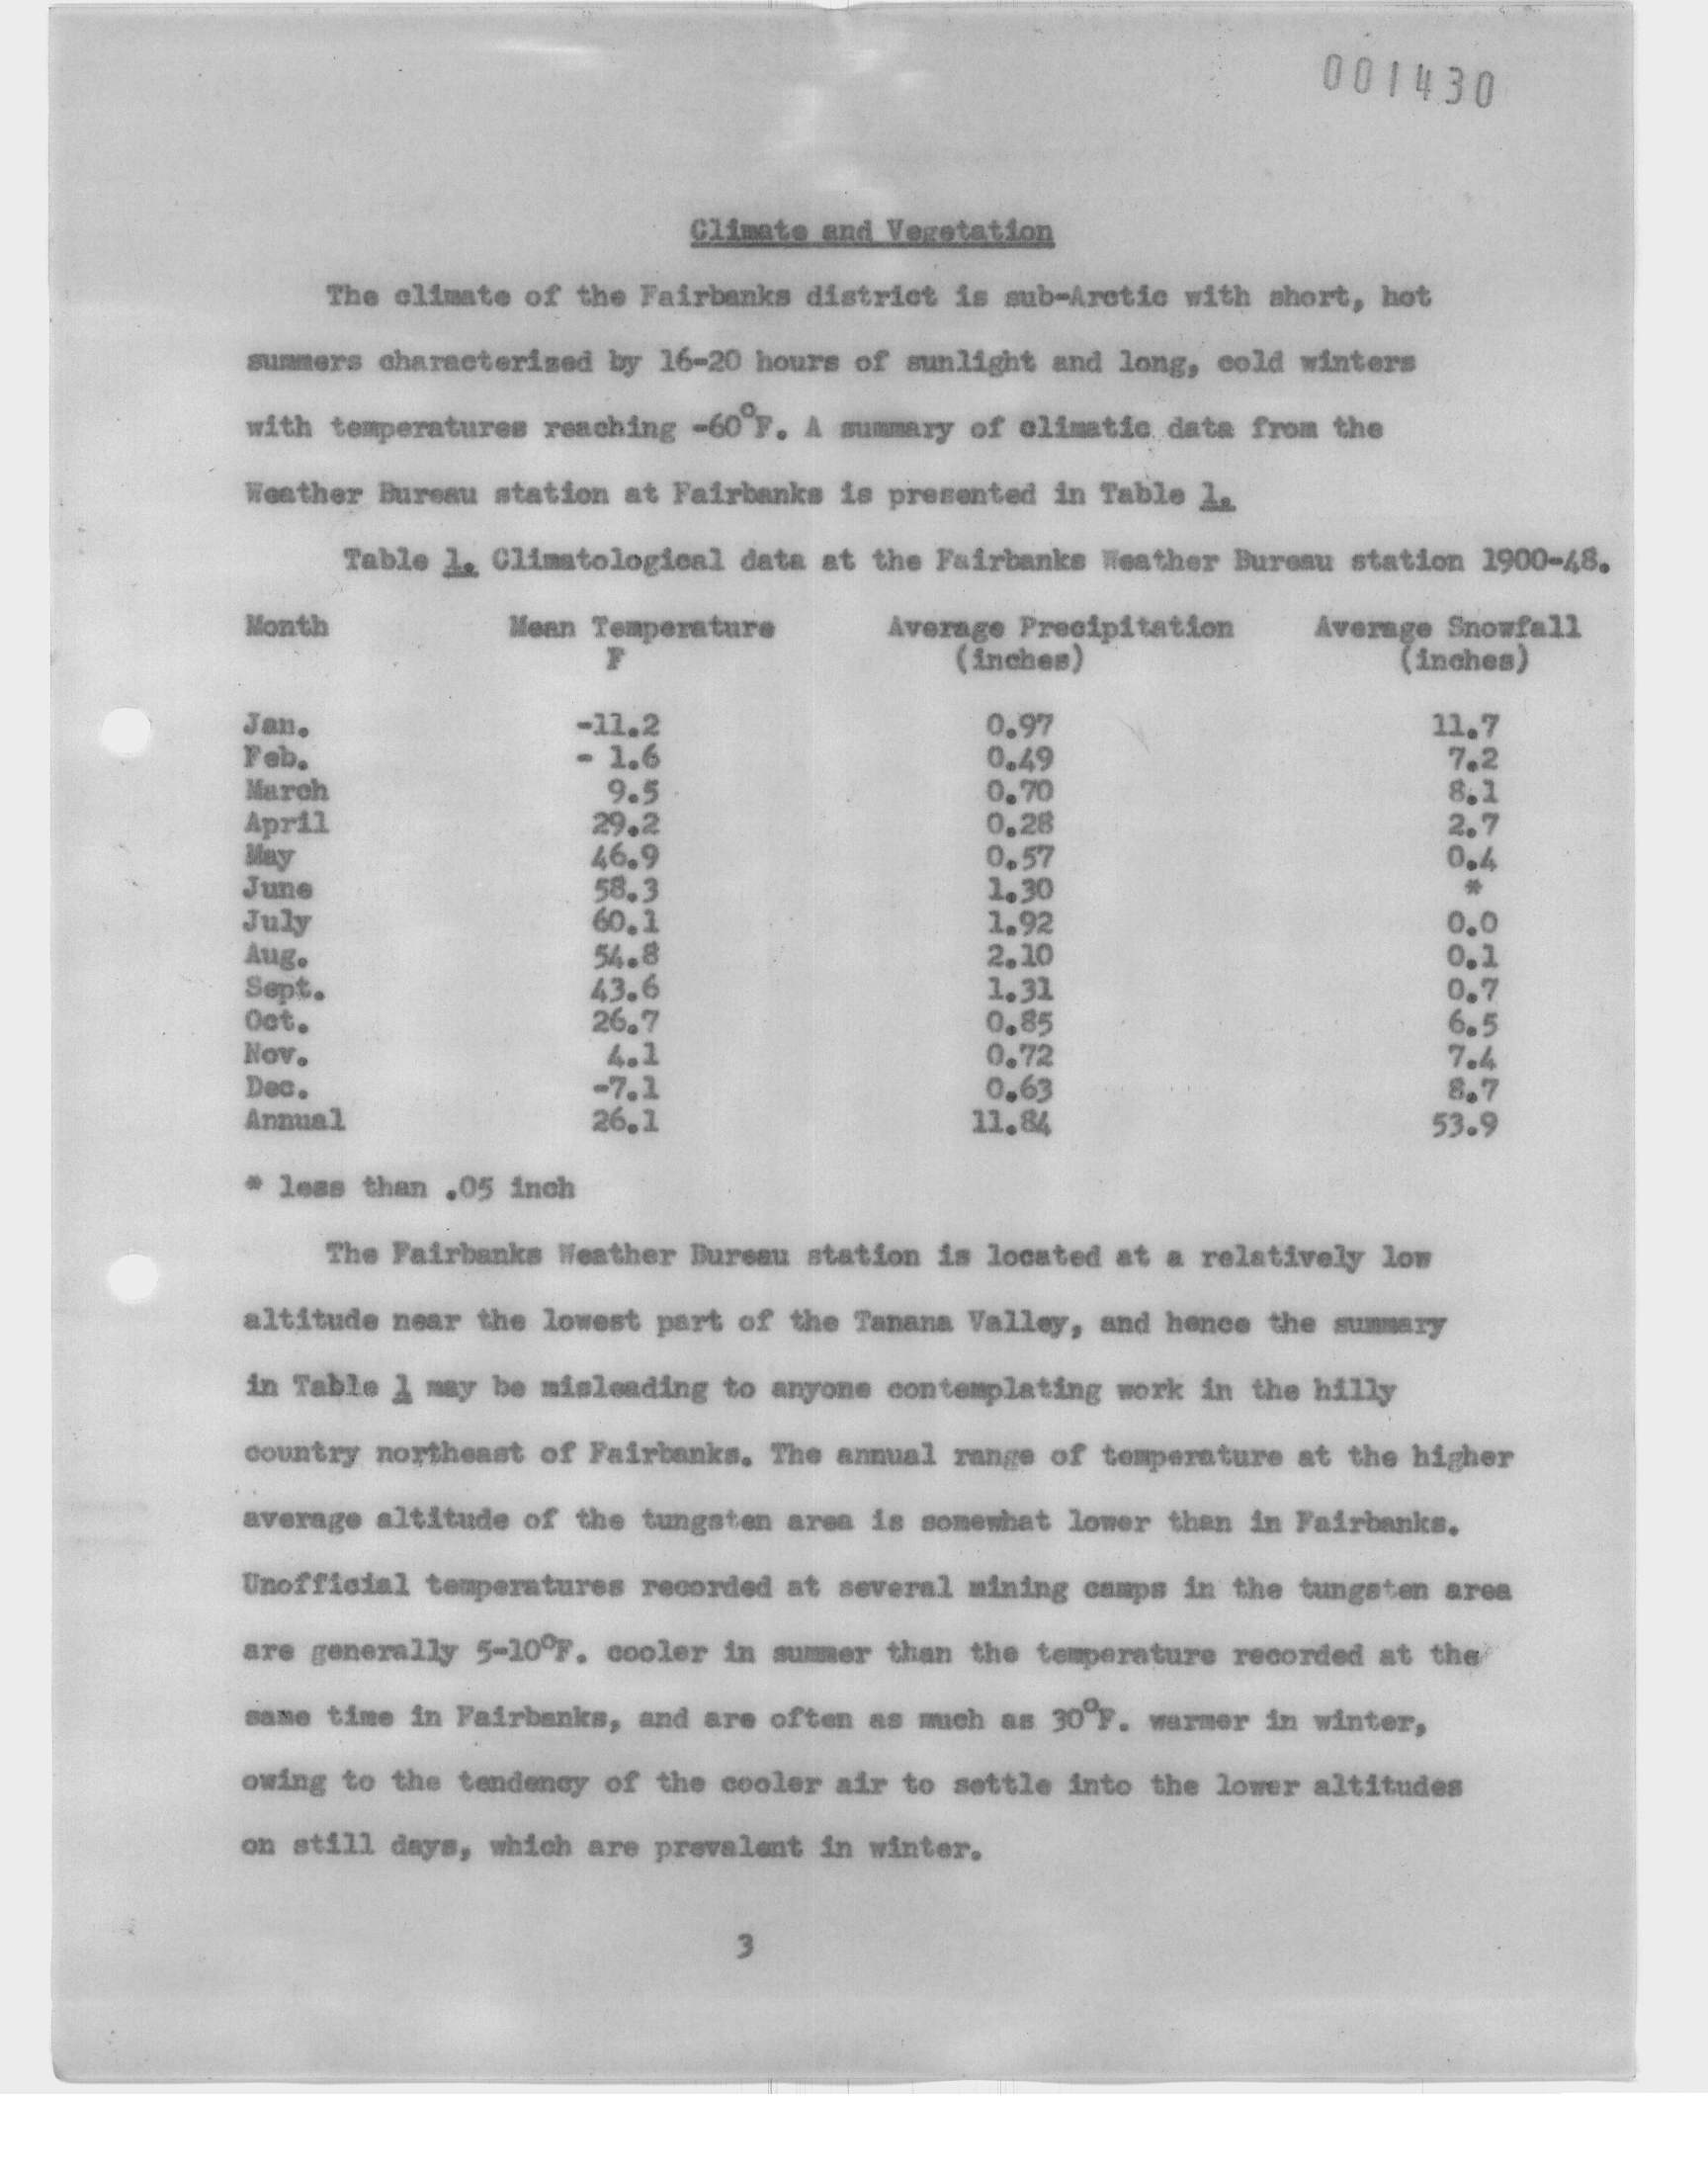 001430
Climate and Vegetation
The climate of the Fairbanks district is sub-Arctic with short, hot
summers characterized by 16-20 hours of sunlight and long, cold winters
with temperatures reaching -60°F. A summary of climatic data from the
Weather Bureau station at Fairbanks is presented in Table 1.
Table 1. Climatological data at the Fairbanks Weather Bureau station 1900-48.
Month Mean Temperature Average Precipitation Average Snowfall
F (inches) (inches)
Jan. -11.2 0.97 11.7
Feb. - 1.6 0.49 7.2
March 9.5 0.70 8.1
April 29.2 0.28 2.7
May 46.9 0.57 0.4
June 58.3 1.30 *
July 60.1 1.92 0.0
Aug. 54.8 2.10 0.1
Sept. 43.6 1.31 0.7
Oct. 26.7 0.85 6.5
Nov. 4.1 0.72 7.4
Dec. -7.1 0.63 8.7
Annual 26.1 11.84 53.9
* less than .05 inch
The Fairbanks Weather Bureau station is located at a relatively low
altitude near the lowest part of the Tanana Valley, and hence the summary
in Table 1 may be misleading to anyone contemplating work in the hilly
country northeast of Fairbanks. The annual range of temperature at the higher
average altitude of the tungsten area is somewhat lower than in Fairbanks.
Unofficial temperatures recorded at several mining camps in the tungsten area
are generally 5-10°F. cooler in summer than the temperature recorded at the
same time in Fairbanks, and are often as much as 30°F. warmer in winter,
owing to the tendency of the cooler air to settle into the lower altitudes
on still days, which are prevalent in winter.
3